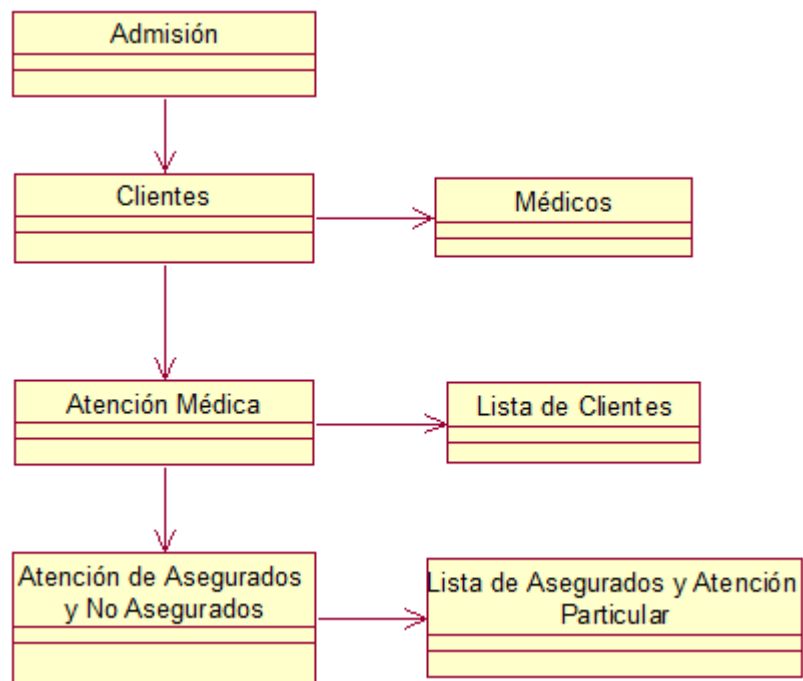 Admisión
Clientes
Médicos
Atención Médica
Lista de Clientes
Atención de Asegurados
y No Asegurados
Lista de Asegurados y Atención
Particular